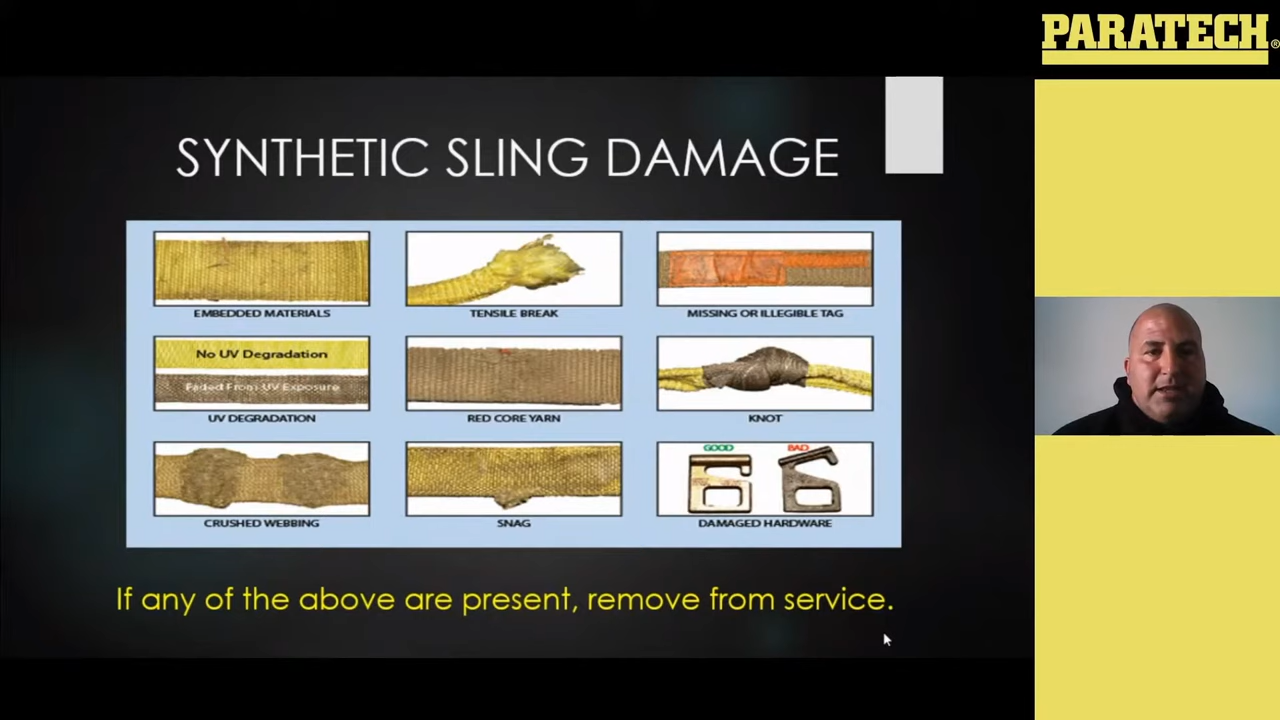 PARATECH®
SYNTHETIC SLING DAMAGE
EMBEDDED MATERIALS
TENSILE BREAK
MISSING OR ILLEGIBLE TAG
No UV Degradation
Faded From UV Exposure
UV DEGRADATION
RED CORE YARN
KNOT
GOOD
BAD
CRUSHED WEBBING
SNAG
DAMAGED HARDWARE
If any of the above are present, remove from service.